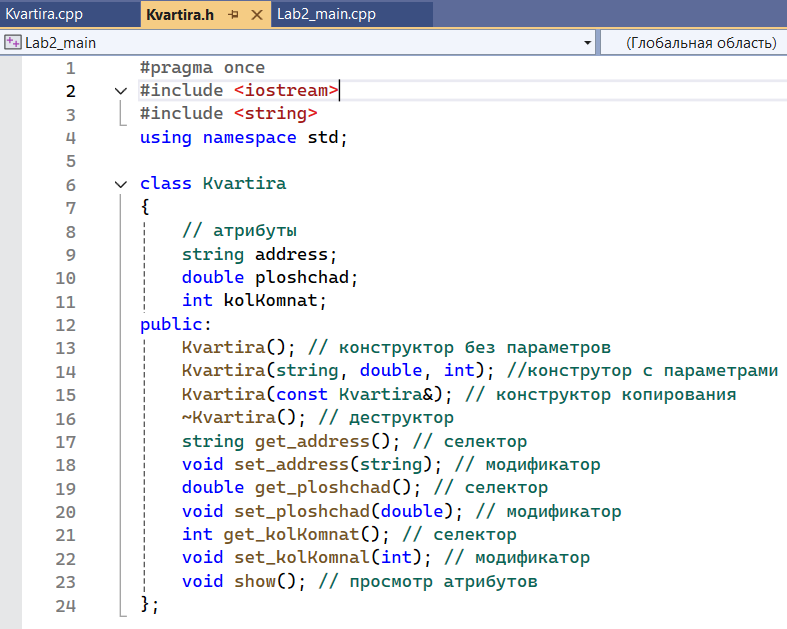 Kvartira.cpp Kvartira.h Lab2_main.cpp
Lab2_main (Глобальная область)
1 #pragma once
2 #include <iostream>
3 #include <string>
4 using namespace std;
5
6 class Kvartira
7 {
8 // атрибуты
9 string address;
10 double ploshchad;
11 int kolKomnat;
12 public:
13 Kvartira(); // конструктор без параметров
14 Kvartira(string, double, int); //конструтор с параметрами
15 Kvartira(const Kvartira&); // конструктор копирования
16 ~Kvartira(); // деструктор
17 string get_address(); // селектор
18 void set_address(string); // модификатор
19 double get_ploshchad(); // селектор
20 void set_ploshchad(double); // модификатор
21 int get_kolKomnat(); // селектор
22 void set_kolKomnal(int); // модификатор
23 void show(); // просмотр атрибутов
24 };